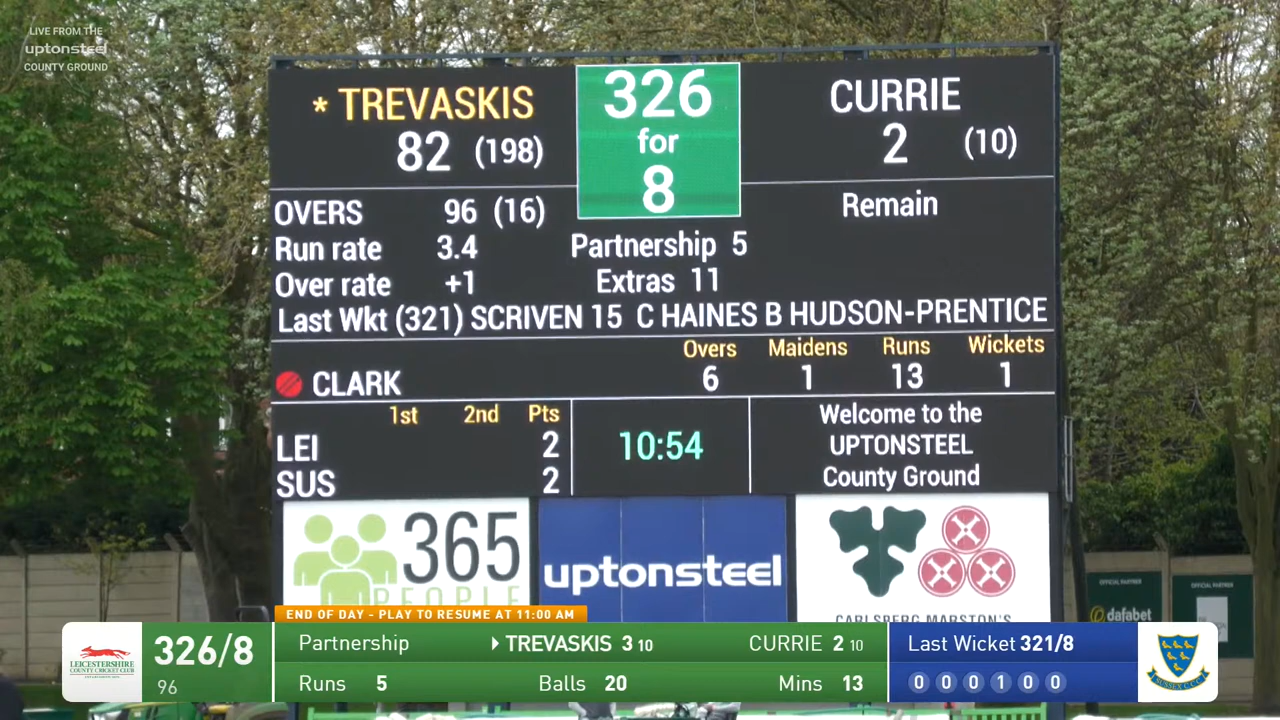 LIVE FROM THE
uptonsteel
COUNTY GROUND
* TREVASKIS
82 (198)
326
for
8
CURRIE
2 (10)
OVERS 96 (16)
Run rate 3.4
Over rate +1
Partnership 5
Extras 11
Remain
Last Wkt (321) SCRIVEN 15 C HAINES B HUDSON-PRENTICE
Overs Maidens Runs Wickets
CLARK 6 1 13 1
1st 2nd Pts
LEI 2
SUS 2
10:54
Welcome to the
UPTONSTEEL
County Ground
365
PEOPLE
uptonsteel
CARLSBERG MARSTON'S
OFFICIAL PARTNER
dafabet
OFFICIAL PARTNER
END OF DAY - PLAY TO RESUME AT 11:00 AM
LEICESTERSHIRE
COUNTY CRICKET CLUB
326/8
96
Partnership TREVASKIS 3 10 CURRIE 2 10
Runs 5 Balls 20 Mins 13
Last Wicket 321/8
0 0 0 1 0 0
SUSSEX C.C.C.